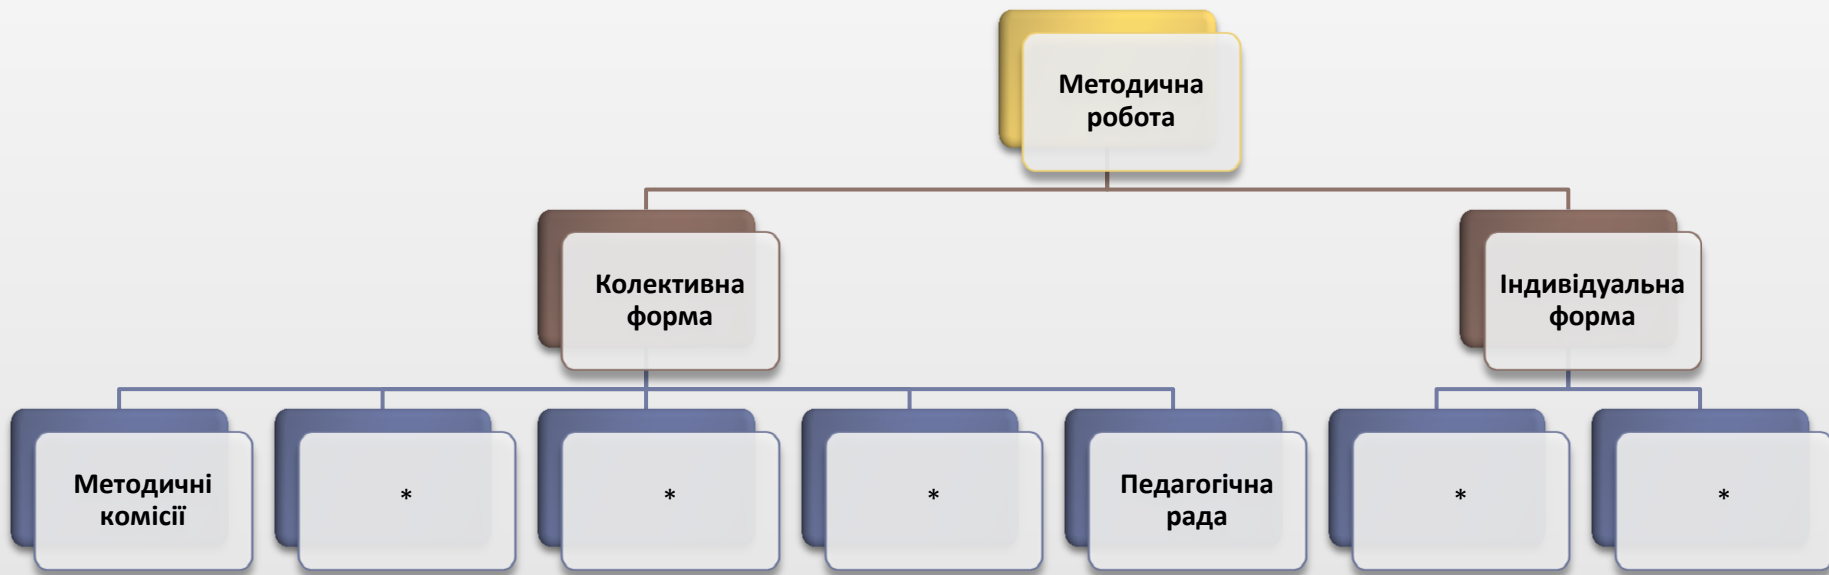 Методична
робота
Колективна
форма
Індивідуальна
форма
Методичні
комісії
*
*
*
Педагогічна
рада
*
*